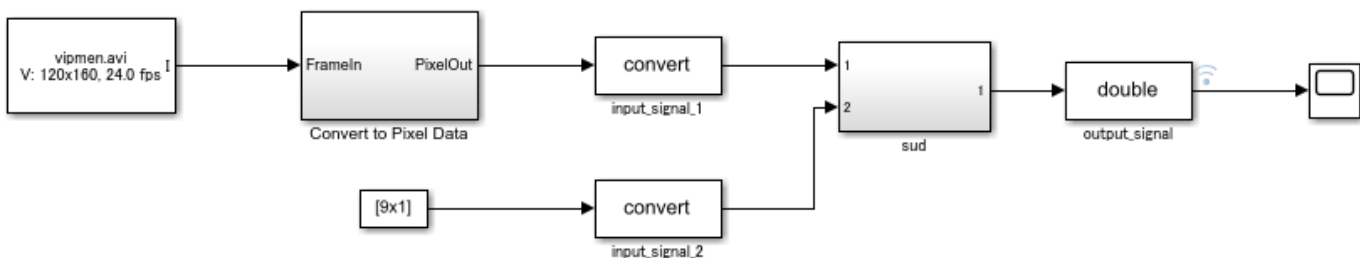 vipmen.avi
V: 120x160, 24.0 fps
I
FrameIn
PixelOut
Convert to Pixel Data
convert
input_signal_1
[9x1]
convert
input_signal_2
1
2
1
sud
double
output_signal